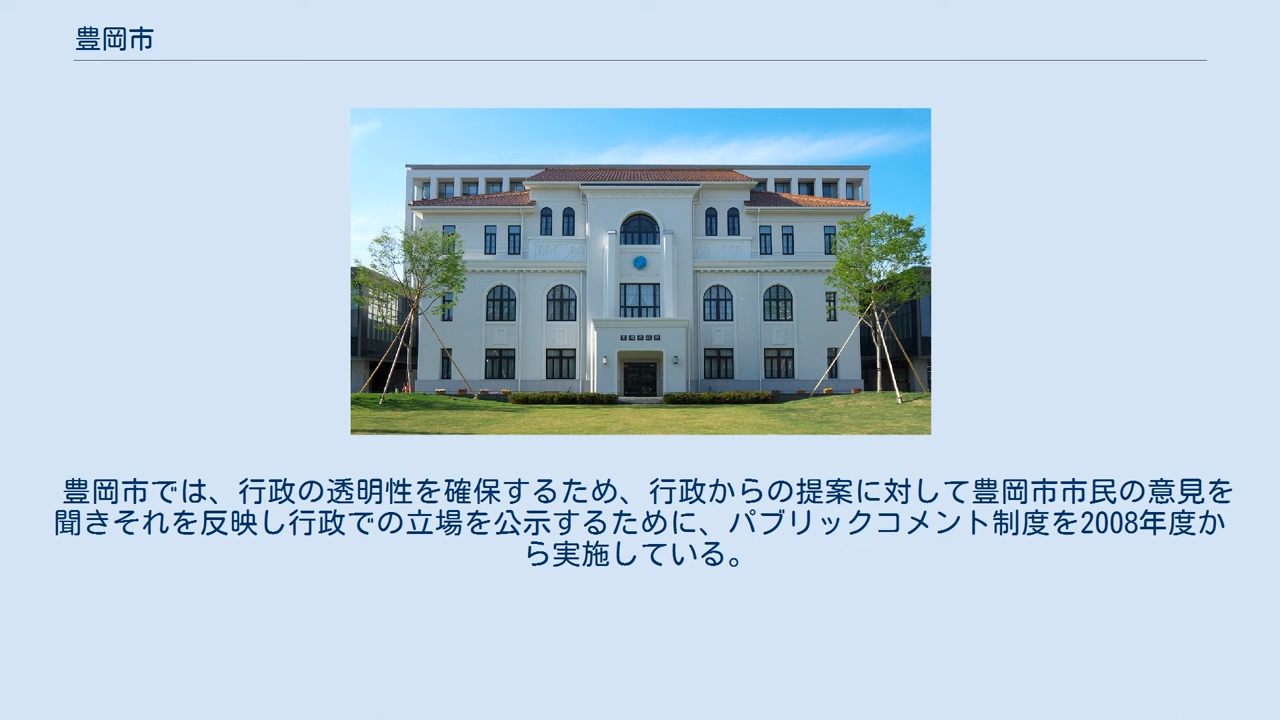 豊岡市
豊岡市では、行政の透明性を確保するため、行政からの提案に対して豊岡市市民の意見を
聞きそれを反映し行政での立場を公示するために、パブリックコメント制度を2008年度か
ら実施している。